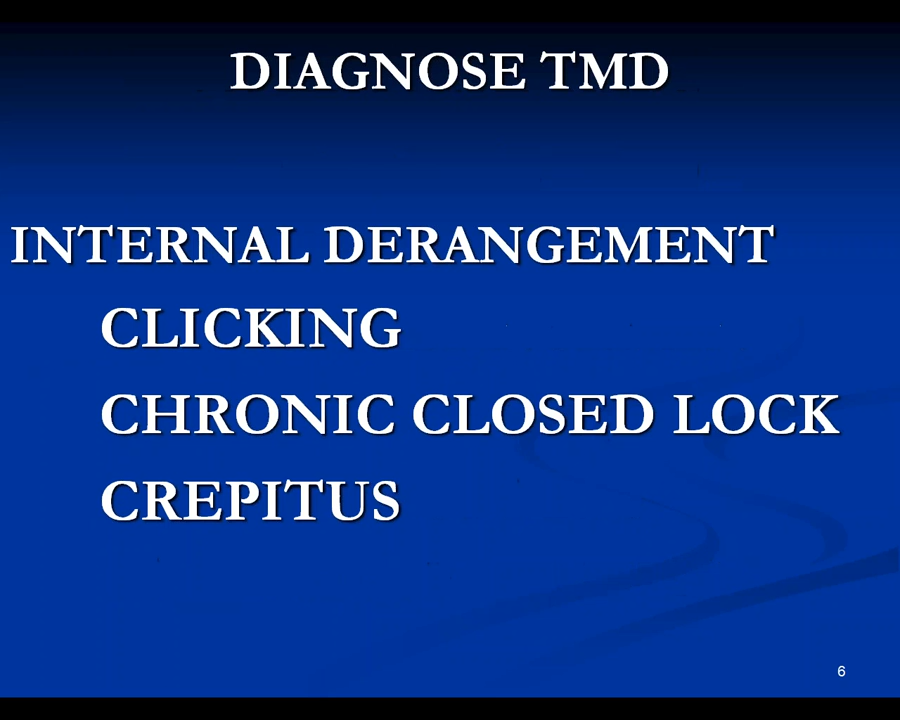 DIAGNOSE TMD
INTERNAL DERANGEMENT
CLICKING
CHRONIC CLOSED LOCK
CREPITUS
6